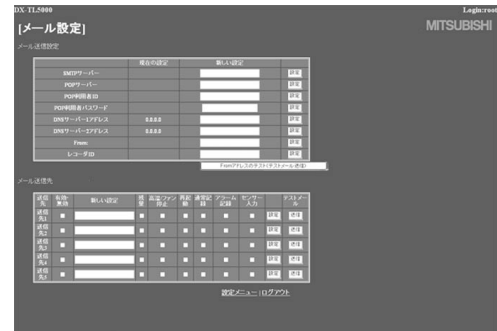 DX-TL5000
Login:root
[メール設定]
MITSUBISHI
メール送信設定
現在の設定 新しい設定
SMTPサーバー 設定
POPサーバー 設定
POP利用者ID 設定
POP利用者パスワード 設定
DNSサーバー1アドレス 0.0.0.0 設定
DNSサーバー2アドレス 0.0.0.0 設定
From: 設定
レコーダID 設定
Fromアドレスのテスト(テストメール送信)
メール送信先
送信先 有効・無効 新しい設定 残量 高温/ファン停止 再起動 通常記録 アラーム記録 センサー入力 テストメール
送信先1 設定 送信
送信先2 設定 送信
送信先3 設定 送信
送信先4 設定 送信
送信先5 設定 送信
設定メニュー | ログアウト